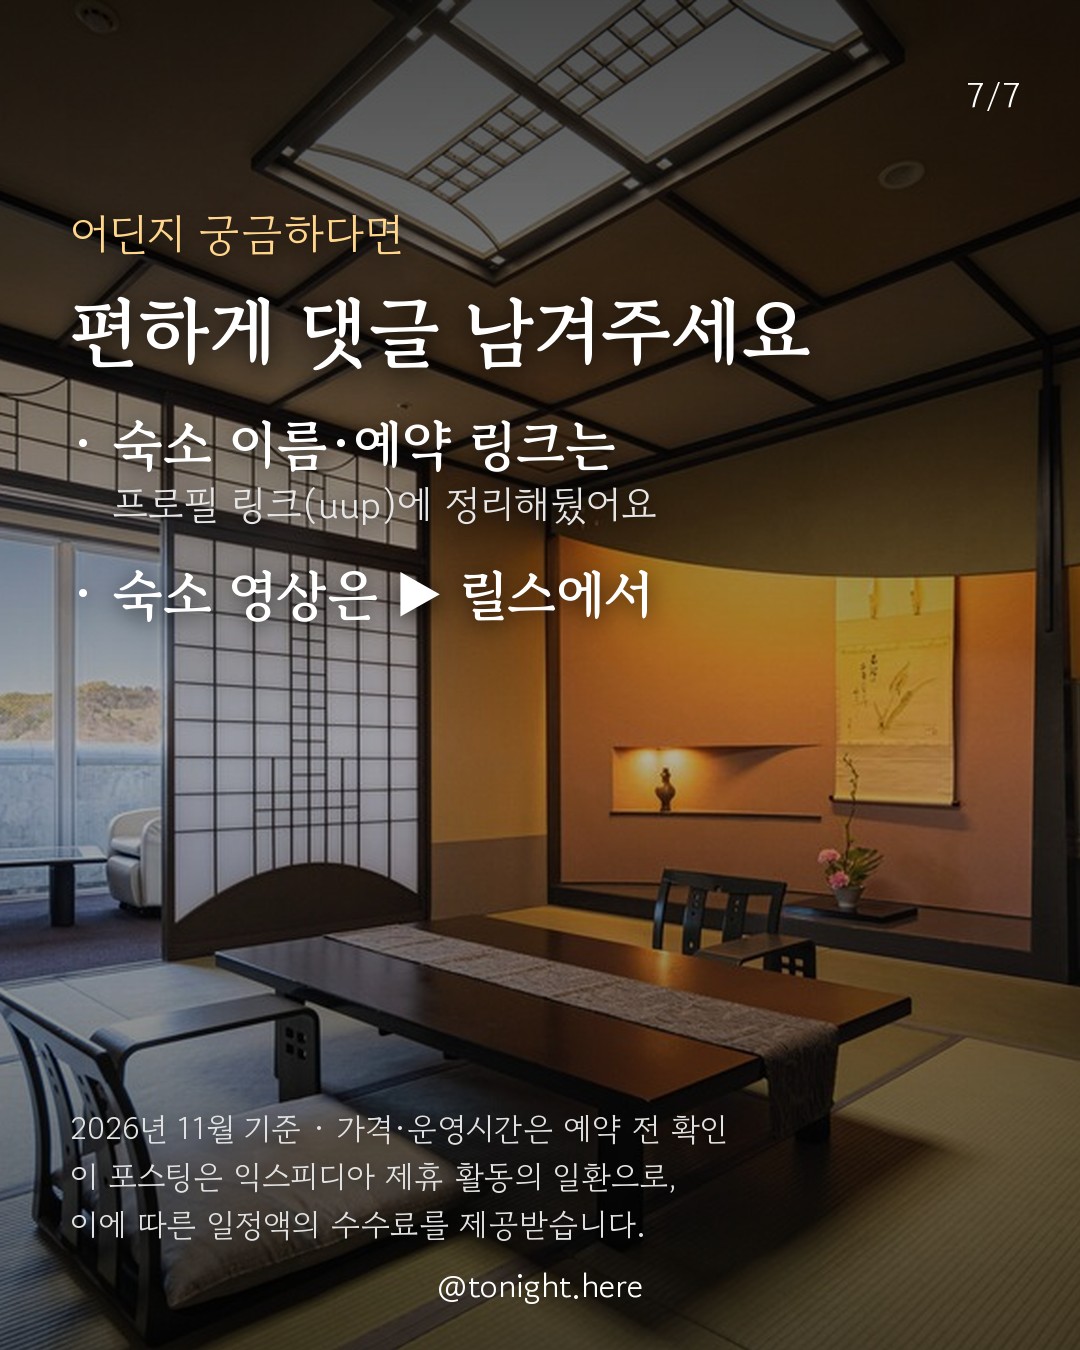 7/7
어딘지 궁금하다면
편하게 댓글 남겨주세요
· 숙소 이름·예약 링크는
프로필 링크(uup)에 정리해뒀어요
· 숙소 영상은 ▶ 릴스에서
2026년 11월 기준 · 가격·운영시간은 예약 전 확인
이 포스팅은 익스피디아 제휴 활동의 일환으로,
이에 따른 일정액의 수수료를 제공받습니다.
@tonight.here